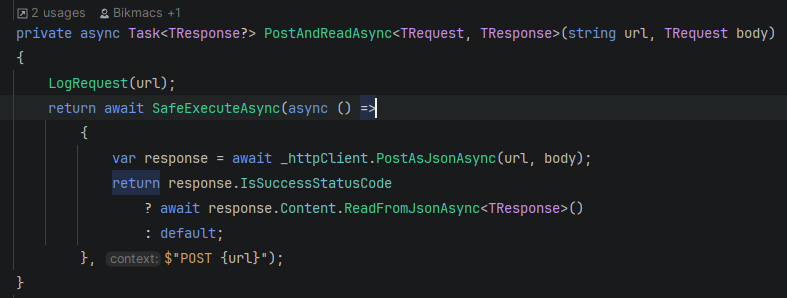 2 usages Bikmacs +1
private async Task<TResponse?> PostAndReadAsync<TRequest, TResponse>(string url, TRequest body)
{
    LogRequest(url);
    return await SafeExecuteAsync(async () =>
        {
            var response = await _httpClient.PostAsJsonAsync(url, body);
            return response.IsSuccessStatusCode
                ? await response.Content.ReadFromJsonAsync<TResponse>()
                : default;
        }, context: $"POST {url}");
}